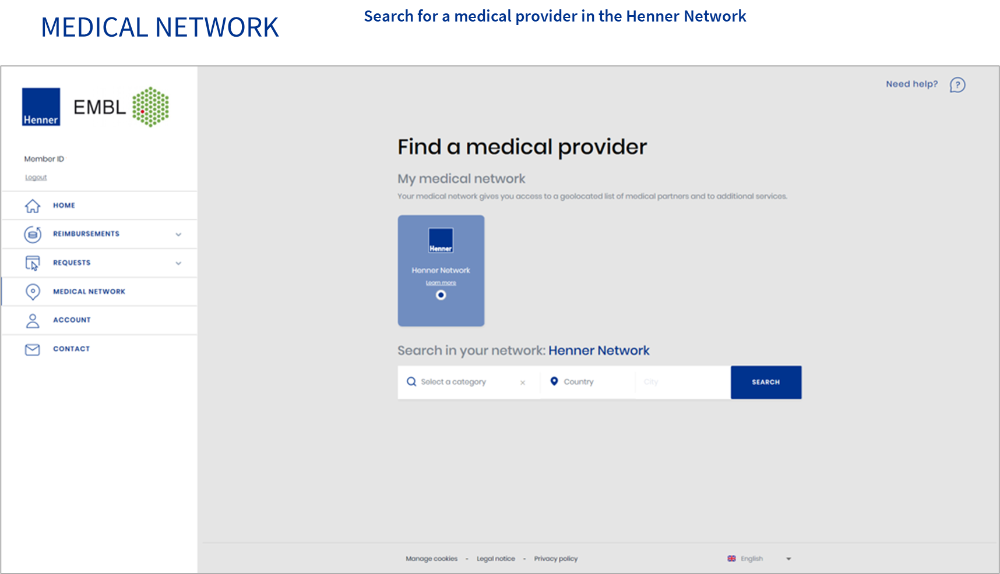 MEDICAL NETWORK
Search for a medical provider in the Henner Network
Henner
EMBL
Member ID
Logout
HOME
REIMBURSEMENTS
REQUESTS
MEDICAL NETWORK
ACCOUNT
CONTACT
Need help?
?
Find a medical provider
My medical network
Your medical network gives you access to a geolocated list of medical partners and to additional services.
Henner
Henner Network
Learn more
Search in your network: Henner Network
Select a category × Country City SEARCH
Manage cookies - Legal notice - Privacy policy
English